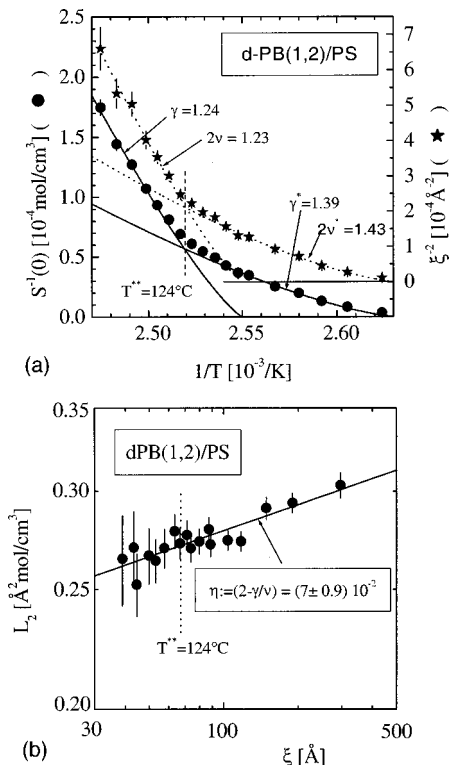 d-PB(1,2)/PS
2.5
2.0
1.5
1.0
0.5
0.0
S⁻¹(0) [10⁻⁴mol/cm³] ( ● )
γ=1.24
2ν=1.23
γ*=1.39
2ν*=1.43
T**=124°C
7
6
5
4
3
2
1
0
ξ⁻² [10⁻⁴Å⁻²] ( ★ )
2.50
2.55
2.60
1/T [10⁻³/K]
(a)
dPB(1,2)/PS
0.35
0.30
0.25
0.20
L₂ [Å²mol/cm³]
η:=(2-γ/ν) = (7± 0.9) 10⁻²
T**=124°C
30
100
500
ξ [Å]
(b)